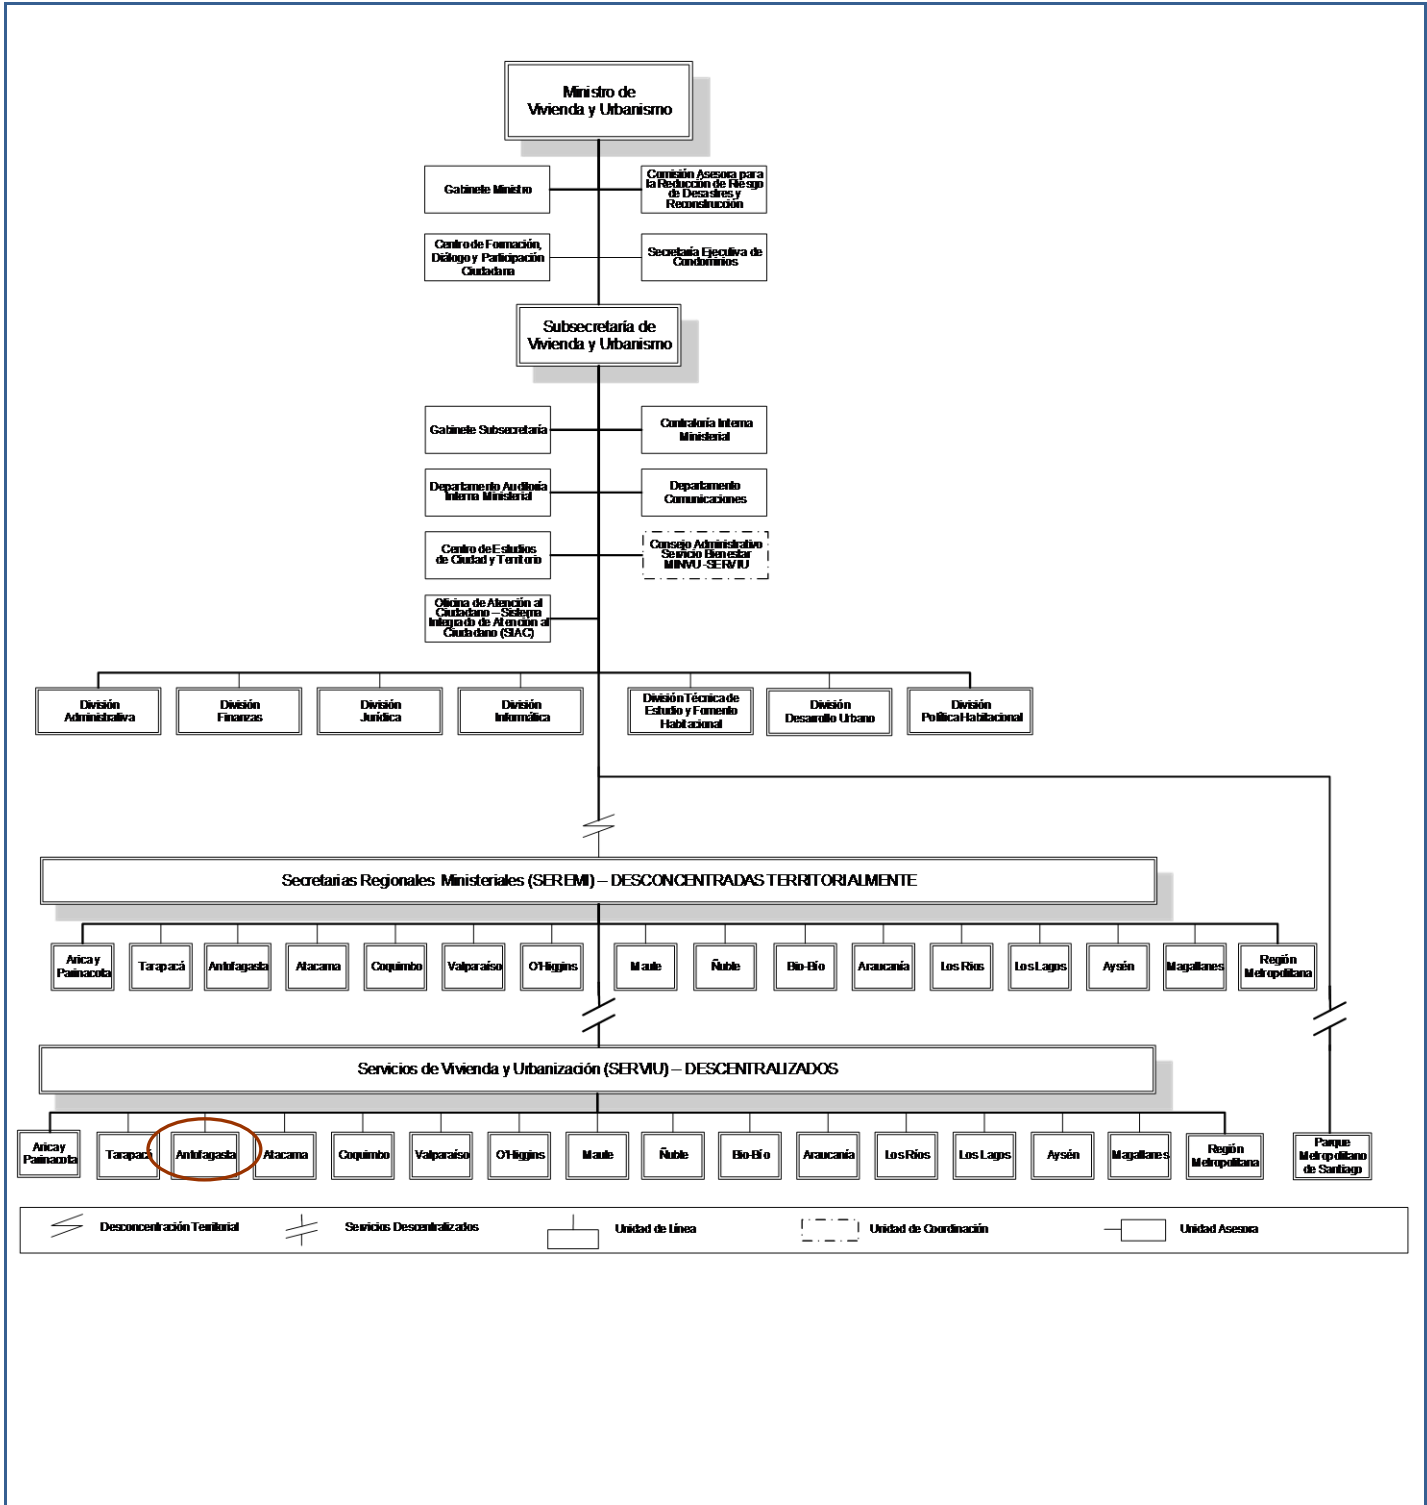 Ministro de
Vivienda y Urbanismo
Gabinete Ministro
Comisión Asesora para
la Reducción de Riesgo
de Desastres y
Reconstrucción
Centro de Formación,
Diálogo y Participación
Ciudadana
Secretaría Ejecutiva de
Condominios
Subsecretaría de
Vivienda y Urbanismo
Gabinete Subsecretaría
Contraloría Interna
Ministerial
Departamento Auditoría
Interna Ministerial
Departamento
Comunicaciones
Centro de Estudios
de Ciudad y Territorio
Consejo Administrativo
Servicio Bienestar
MINVU -SERVIU
Oficina de Atención al
Ciudadano – Sistema
Integrado de Atención al
Ciudadano (SIAC)
División
Administrativa
División
Finanzas
División
Jurídica
División
Informática
División Técnica de
Estudio y Fomento
Habitacional
División
Desarrollo Urbano
División
Política Habitacional
Secretarias Regionales Ministeriales (SEREMI) – DESCONCENTRADAS TERRITORIALMENTE
Arica y
Parinacota
Tarapacá
Antofagasta
Atacama
Coquimbo
Valparaíso
O'Higgins
Maule
Ñuble
Bío-Bío
Araucanía
Los Ríos
Los Lagos
Aysén
Magallanes
Región
Metropolitana
Servicios de Vivienda y Urbanización (SERVIU) – DESCENTRALIZADOS
Arica y
Parinacota
Tarapacá
Antofagasta
Atacama
Coquimbo
Valparaíso
O'Higgins
Maule
Ñuble
Bío-Bío
Araucanía
Los Ríos
Los Lagos
Aysén
Magallanes
Región
Metropolitana
Parque
Metropolitano
de Santiago
Desconcentración Territorial
Servicios Descentralizados
Unidad de Línea
Unidad de Coordinación
Unidad Asesora